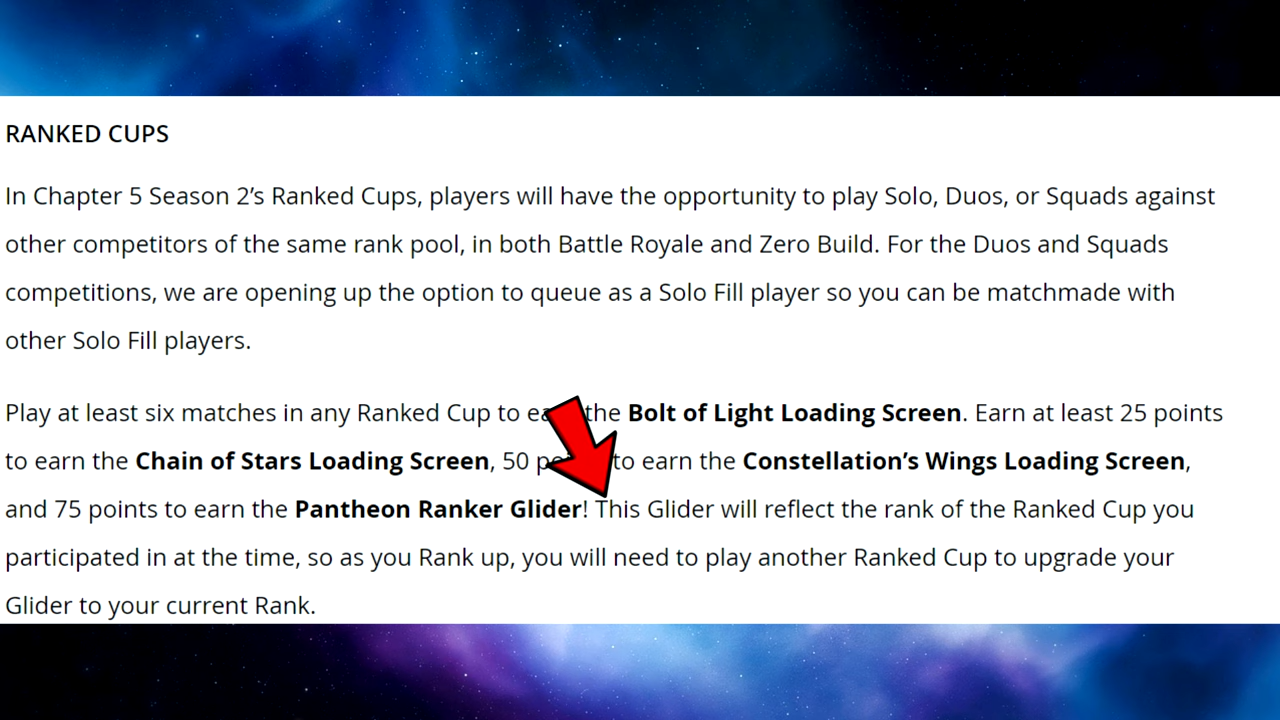 RANKED CUPS
In Chapter 5 Season 2’s Ranked Cups, players will have the opportunity to play Solo, Duos, or Squads against
other competitors of the same rank pool, in both Battle Royale and Zero Build. For the Duos and Squads
competitions, we are opening up the option to queue as a Solo Fill player so you can be matchmade with
other Solo Fill players.
Play at least six matches in any Ranked Cup to earn the Bolt of Light Loading Screen. Earn at least 25 points
to earn the Chain of Stars Loading Screen, 50 points to earn the Constellation’s Wings Loading Screen,
and 75 points to earn the Pantheon Ranker Glider! This Glider will reflect the rank of the Ranked Cup you
participated in at the time, so as you Rank up, you will need to play another Ranked Cup to upgrade your
Glider to your current Rank.